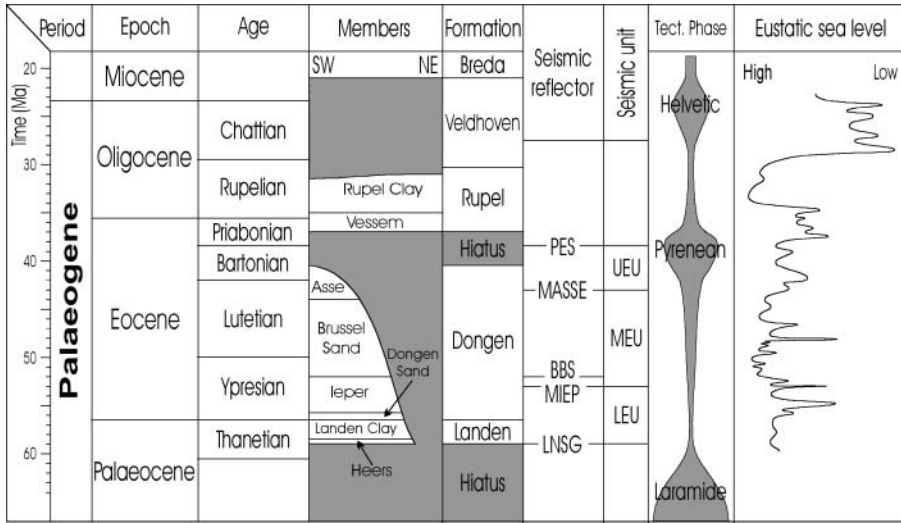 Period
Epoch
Age
Members
Formation
Seismic
reflector
Seismic unit
Tect. Phase
Eustatic sea level
Time (Ma)
20
30
40
50
60
Palaeogene
Miocene
Oligocene
Eocene
Palaeocene
Chattian
Rupelian
Priabonian
Bartonian
Lutetian
Ypresian
Thanetian
SW NE
Rupel Clay
Vessem
Asse
Brussel
Sand
Dongen
Sand
Ieper
Landen Clay
Heers
Breda
Veldhoven
Rupel
Hiatus
Dongen
Landen
Hiatus
PES
MASSE
BBS
MIEP
LNSG
UEU
MEU
LEU
Helvetic
Pyrenean
Laramide
High Low